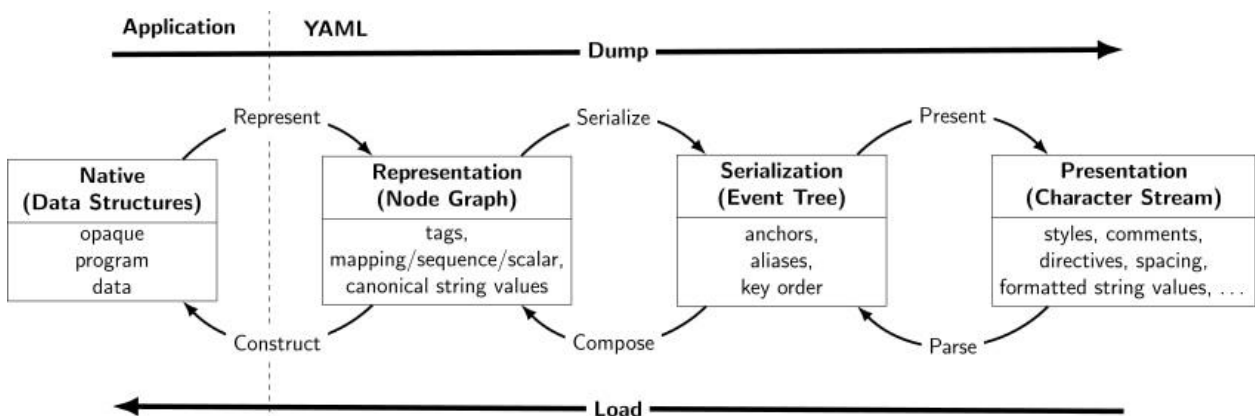 Application
YAML
Dump
Represent
Serialize
Present
Native
(Data Structures)
opaque
program
data
Representation
(Node Graph)
tags,
mapping/sequence/scalar,
canonical string values
Serialization
(Event Tree)
anchors,
aliases,
key order
Presentation
(Character Stream)
styles, comments,
directives, spacing,
formatted string values, ...
Construct
Compose
Parse
Load